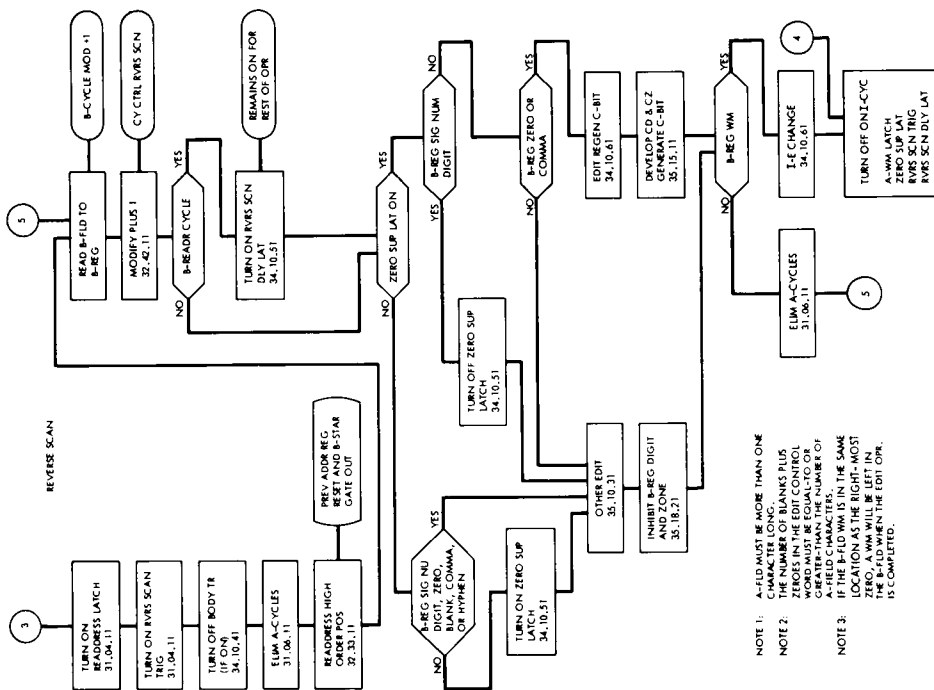 REVERSE SCAN
3
TURN ON
READDRESS LATCH
31.04.11
TURN ON RVRS SCAN
TRIG
31.04.11
TURN OFF BODY TR
(IF ON)
34.10.41
ELIM A-CYCLES
31.06.11
READDRESS HIGH
ORDER POS
32.33.11
PREV ADDR REG
RESET AND B-STAR
GATE OUT
5
READ B-FLD TO
B-REG
B-CYCLE MOD +1
MODIFY PLUS 1
32.42.11
CY CTRL RVRS SCN
B-READR CYCLE
NO
YES
TURN ON RVRS SCN
DLY LAT
34.10.51
REMAINS ON FOR
REST OF OPR
ZERO SUP LAT ON
NO
YES
B-REG SIG NU
DIGIT, ZERO,
BLANK, COMMA,
OR HYPHEN
NO
YES
TURN ON ZERO SUP
LATCH
34.10.51
B-REG SIG NUM
DIGIT
YES
NO
TURN OFF ZERO SUP
LATCH
34.10.51
B-REG ZERO OR
COMMA
NO
YES
OTHER EDIT
35.10.31
INHIBIT B-REG DIGIT
AND ZONE
35.18.21
EDIT REGEN C-BIT
34.10.61
DEVELOP CD & CZ
GENERATE C-BIT
35.15.11
B-REG WM
NO
YES
ELIM A-CYCLES
31.06.11
5
I-E CHANGE
34.10.61
4
TURN OFF ON I-CYC
A-WM LATCH
ZERO SUP LAT
RVRS SCN TRIG
RVRS SCN DLY LAT
NOTE 1: A-FLD MUST BE MORE THAN ONE
CHARACTER LONG.
NOTE 2: THE NUMBER OF BLANKS PLUS
ZEROES IN THE EDIT CONTROL
WORD MUST BE EQUAL-TO OR
GREATER-THAN THE NUMBER OF
A-FIELD CHARACTERS.
NOTE 3: IF THE B-FLD WM IS IN THE SAME
LOCATION AS THE RIGHT-MOST
ZERO, A WM WILL BE LEFT IN
THE B-FLD WHEN THE EDIT OPR.
IS COMPLETED.